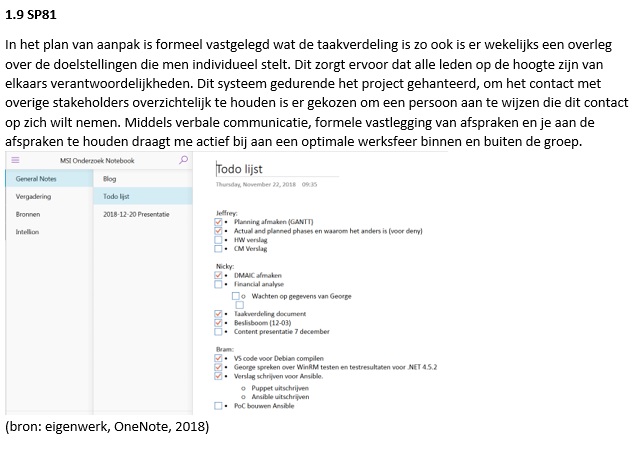 1.9 SP81
In het plan van aanpak is formeel vastgelegd wat de taakverdeling is zo ook is er wekelijks een overleg
over de doelstellingen die men individueel stelt. Dit zorgt ervoor dat alle leden op de hoogte zijn van
elkaars verantwoordelijkheden. Dit systeem gedurende het project gehanteerd, om het contact met
overige stakeholders overzichtelijk te houden is er gekozen om een persoon aan te wijzen die dit contact
op zich wilt nemen. Middels verbale communicatie, formele vastlegging van afspraken en je aan de
afspraken te houden draagt me actief bij aan een optimale werksfeer binnen en buiten de groep.
MSI Onderzoek Notebook
General Notes
Vergadering
Bronnen
Intellion
Blog
Todo lijst
2018-12-20 Presentatie
Todo lijst
Thursday, November 22, 2018 09:35
Jeffrey:
Planning afmaken (GANTT)
Actual and planned phases en waarom het anders is (voor deny)
HW verslag
CM Verslag
Nicky:
DMAIC afmaken
Financial analyse
Wachten op gegevens van George
Taakverdeling document
Beslisboom (12-03)
Content presentatie 7 december
Bram:
VS code voor Debian compilen
George spreken over WinRM testen en testresultaten voor .NET 4.5.2
Verslag schrijven voor Ansible.
Puppet uitschrijven
Ansible uitschrijven
PoC bouwen Ansible
(bron: eigenwerk, OneNote, 2018)